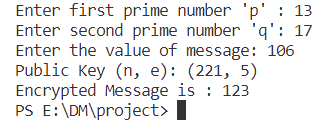 Enter first prime number 'p' : 13
Enter second prime number 'q': 17
Enter the value of message: 106
Public Key (n, e): (221, 5)
Encrypted Message is : 123
PS E:\DM\project>